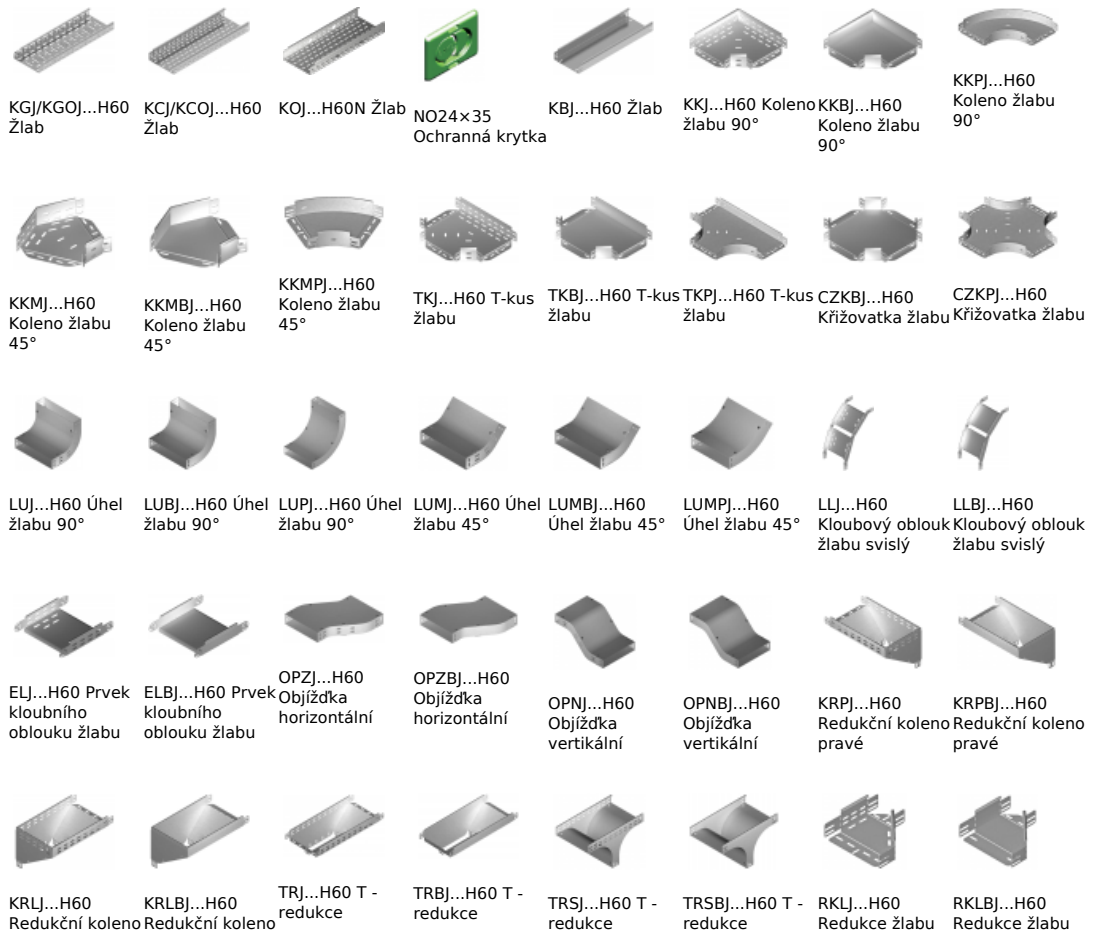 KGJ/KGOJ...H60
Žlab
KCJ/KCOJ...H60
Žlab
KOJ...H60N Žlab
NO24×35
Ochranná krytka
KBJ...H60 Žlab
KKJ...H60 Koleno
žlabu 90°
KKBJ...H60
Koleno žlabu
90°
KKPJ...H60
Koleno žlabu
90°
KKMJ...H60
Koleno žlabu
45°
KKMBJ...H60
Koleno žlabu
45°
KKMPJ...H60
Koleno žlabu
45°
TKJ...H60 T-kus
žlabu
TKBJ...H60 T-kus
žlabu
TKPJ...H60 T-kus
žlabu
CZKBJ...H60
Křižovatka žlabu
CZKPJ...H60
Křižovatka žlabu
LUJ...H60 Úhel
žlabu 90°
LUBJ...H60 Úhel
žlabu 90°
LUPJ...H60 Úhel
žlabu 90°
LUMJ...H60 Úhel
žlabu 45°
LUMBJ...H60
Úhel žlabu 45°
LUMPJ...H60
Úhel žlabu 45°
LLJ...H60
Kloubový oblouk
žlabu svislý
LLBJ...H60
Kloubový oblouk
žlabu svislý
ELJ...H60 Prvek
kloubního
oblouku žlabu
ELBJ...H60 Prvek
kloubního
oblouku žlabu
OPZJ...H60
Objížďka
horizontální
OPZBJ...H60
Objížďka
horizontální
OPNJ...H60
Objížďka
vertikální
OPNBJ...H60
Objížďka
vertikální
KRPJ...H60
Redukční koleno
pravé
KRPBJ...H60
Redukční koleno
pravé
KRLJ...H60
Redukční koleno
KRLBJ...H60
Redukční koleno
TRJ...H60 T -
redukce
TRBJ...H60 T -
redukce
TRSJ...H60 T -
redukce
TRSBJ...H60 T -
redukce
RKLJ...H60
Redukce žlabu
RKLBJ...H60
Redukce žlabu